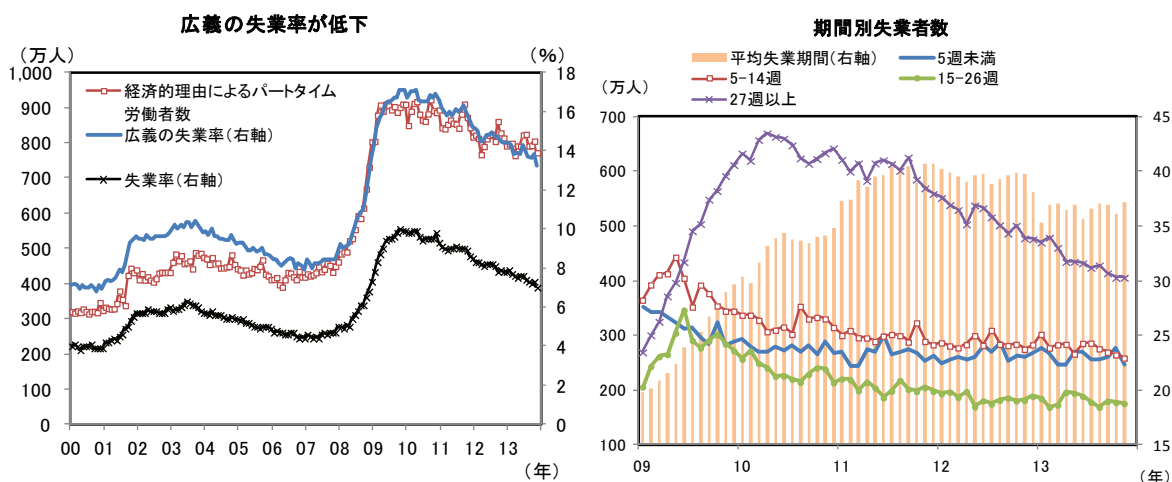 広義の失業率が低下
（万人）
（％）
経済的理由によるパートタイム
労働者数
広義の失業率（右軸）
失業率（右軸）
1,000
900
800
700
600
500
400
300
200
100
0
18
16
14
12
10
8
6
4
2
0
00 01 02 03 04 05 06 07 08 09 10 11 12 13
（年）
期間別失業者数
平均失業期間（右軸）
5週未満
5-14週
15-26週
27週以上
（万人）
700
600
500
400
300
200
100
45
40
35
30
25
20
15
09 10 11 12 13
（年）